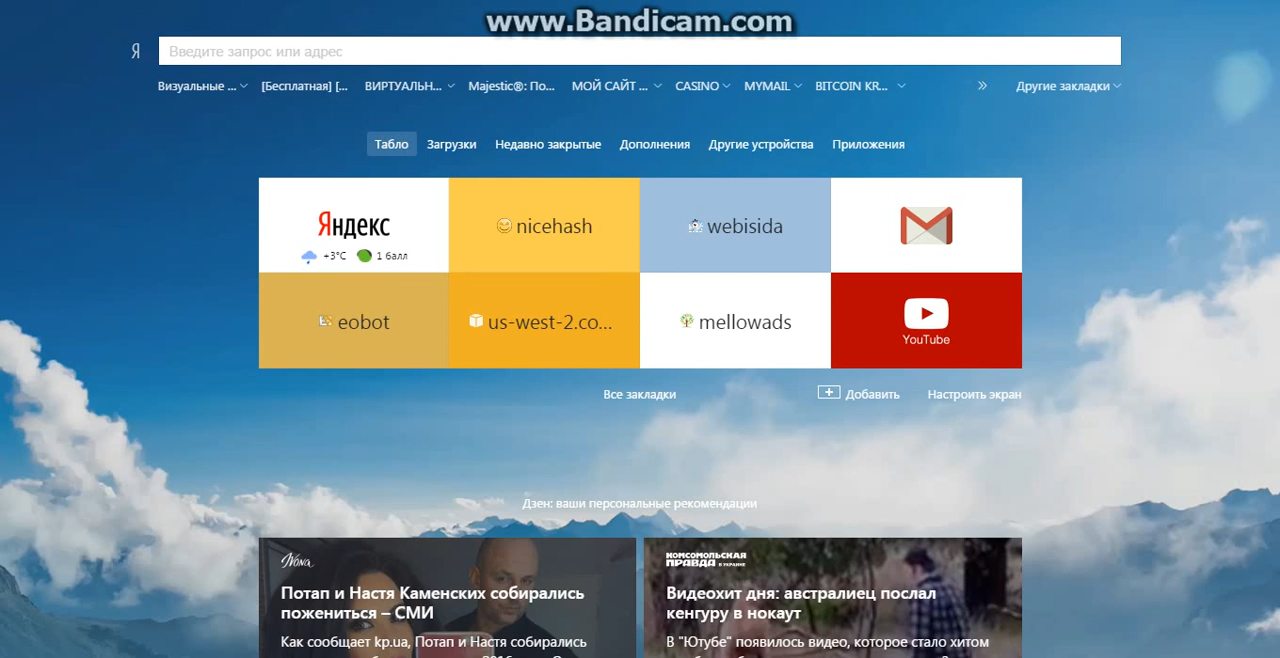 www.Bandicam.com
Я
Введите запрос или адрес
Визуальные ...
[Бесплатная] [...
ВИРТУАЛЬН...
Majestic®: По...
МОЙ САЙТ ...
CASINO
MYMAIL
BITCOIN KR...
»
Другие закладки
Табло
Загрузки
Недавно закрытые
Дополнения
Другие устройства
Приложения
Яндекс
+3°C
1 балл
nicehash
webisida
eobot
us-west-2.co...
mellowads
YouTube
Все закладки
Добавить
Настроить экран
Дзен: ваши персональные рекомендации
Потап и Настя Каменских собирались
пожениться – СМИ
Как сообщает kp.ua, Потап и Настя собирались
КОМСОМОЛЬСКАЯ
ПРАВДА В УКРАИНЕ
Видеохит дня: австралиец послал
кенгуру в нокаут
В "Ютубе" появилось видео, которое стало хитом